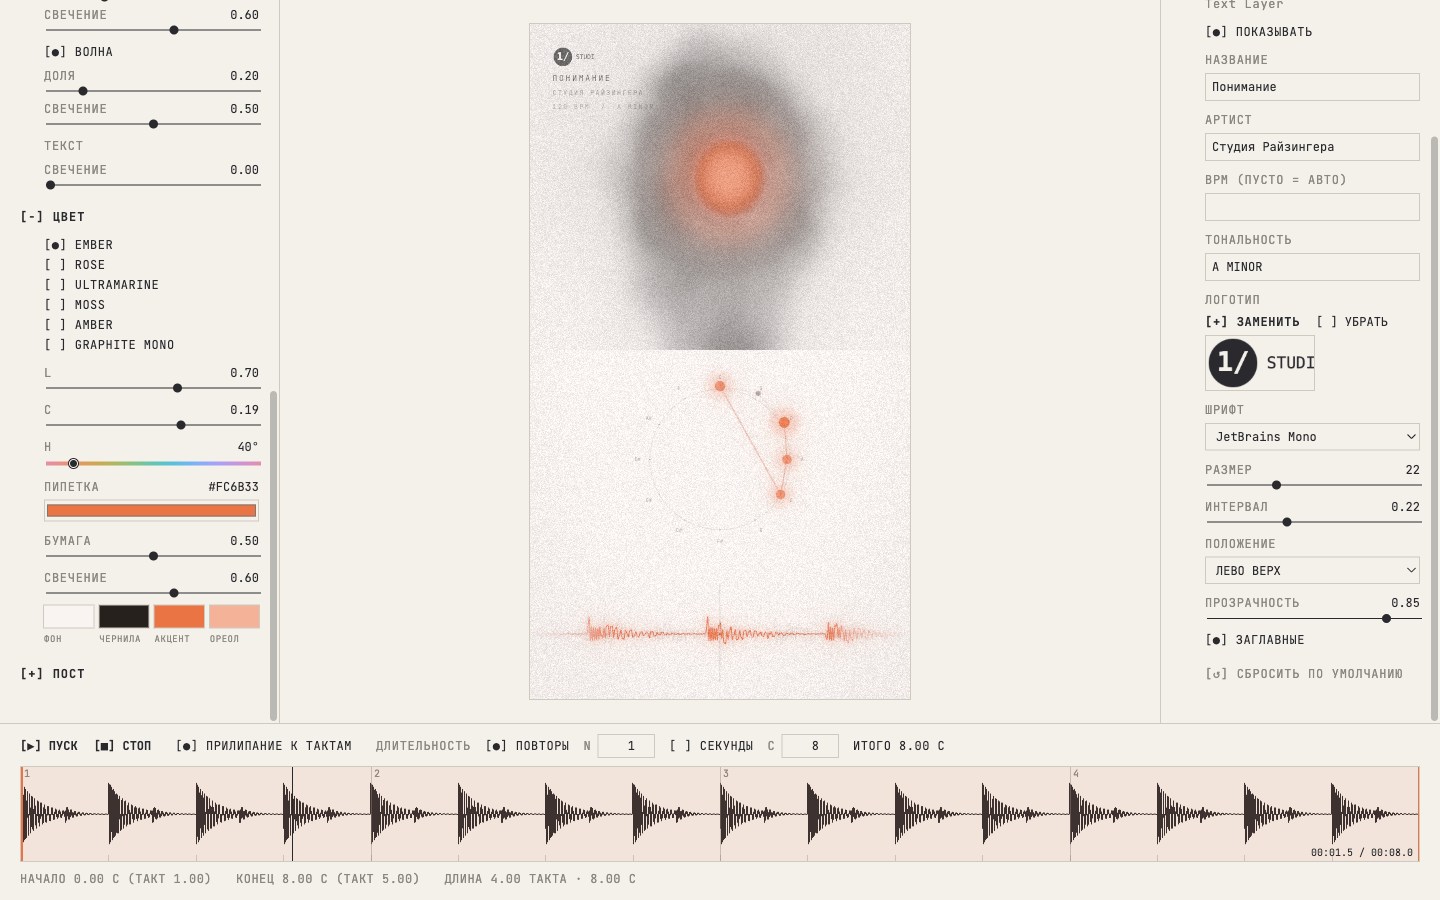 СВЕЧЕНИЕ 0.60
[●] ВОЛНА
ДОЛЯ 0.20
СВЕЧЕНИЕ 0.50
ТЕКСТ
СВЕЧЕНИЕ 0.00
[-] ЦВЕТ
[●] EMBER
[ ] ROSE
[ ] ULTRAMARINE
[ ] MOSS
[ ] AMBER
[ ] GRAPHITE MONO
L 0.70
C 0.19
H 40°
ПИПЕТКА #FC6B33
БУМАГА 0.50
СВЕЧЕНИЕ 0.60
ФОН ЧЕРНИЛА АКЦЕНТ ОРЕОЛ
[+] ПОСТ
1/ STUDI
ПОНИМАНИЕ
СТУДИЯ РАЙЗИНГЕРА
120 BPM / A MINOR
Text Layer
[●] ПОКАЗЫВАТЬ
НАЗВАНИЕ
Понимание
АРТИСТ
Студия Райзингера
BPM (ПУСТО = АВТО)
ТОНАЛЬНОСТЬ
A MINOR
ЛОГОТИП
[+] ЗАМЕНИТЬ [ ] УБРАТЬ
1/ STUDI
ШРИФТ
JetBrains Mono
РАЗМЕР 22
ИНТЕРВАЛ 0.22
ПОЛОЖЕНИЕ
ЛЕВО ВЕРХ
ПРОЗРАЧНОСТЬ 0.85
[●] ЗАГЛАВНЫЕ
[↺] СБРОСИТЬ ПО УМОЛЧАНИЮ
[▶] ПУСК [■] СТОП [●] ПРИЛИПАНИЕ К ТАКТАМ ДЛИТЕЛЬНОСТЬ [●] ПОВТОРЫ N 1 [ ] СЕКУНДЫ С 8 ИТОГО 8.00 С
1 2 3 4
00:01.5 / 00:08.0
НАЧАЛО 0.00 С (ТАКТ 1.00) КОНЕЦ 8.00 С (ТАКТ 5.00) ДЛИНА 4.00 ТАКТА · 8.00 С